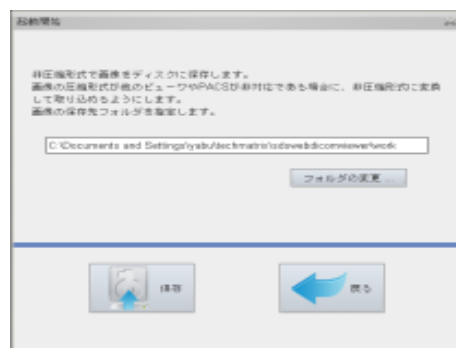 非圧縮形式で画像をディスクに保存します。
画像の圧縮形式が他のビューワやPACSが非対応である場合に、非圧縮形式に変換
して取り込めるようにします。
画像の保存先フォルダを指定します。
C:\Documents and Settings\yabu\techmatrix\sdswebdicomviewer\work
フォルダの変更 ...
保存
戻る